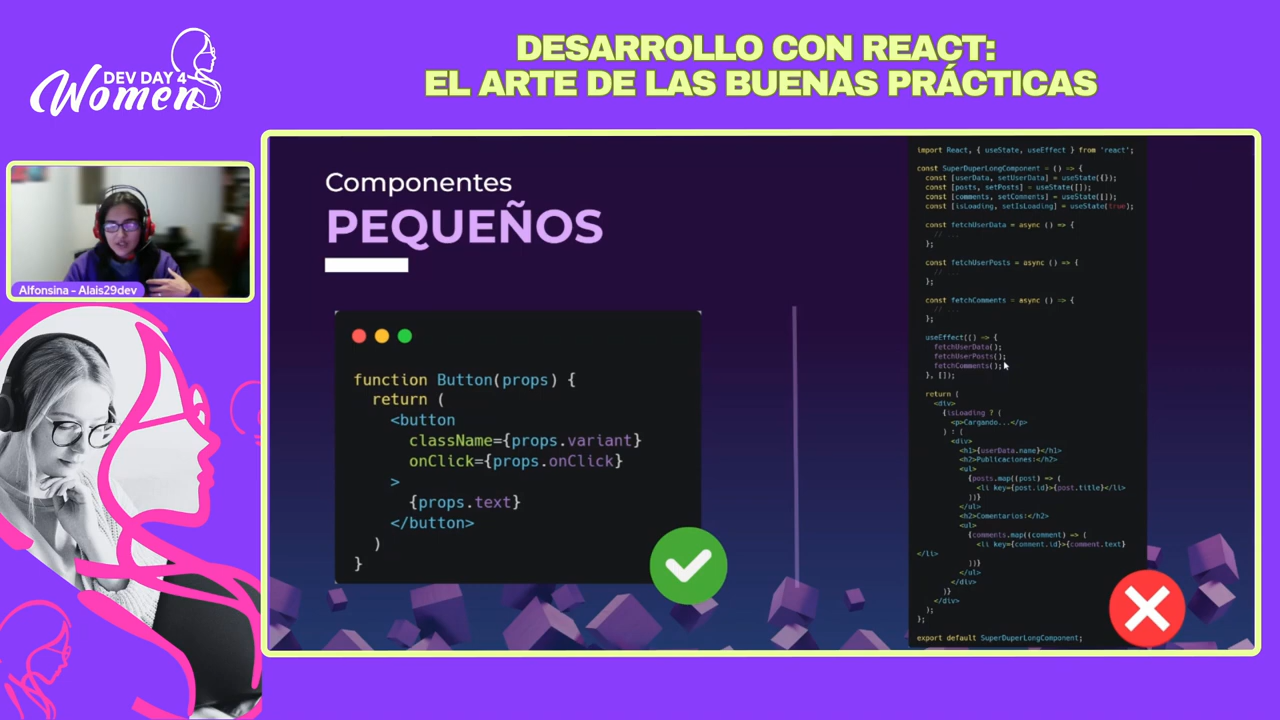 DEV DAY 4
Women
DESARROLLO CON REACT:
EL ARTE DE LAS BUENAS PRÁCTICAS
Alfonsina - Alais29dev
Componentes
PEQUEÑOS
function Button(props) {
  return (
    <button
      className={props.variant}
      onClick={props.onClick}
    >
      {props.text}
    </button>
  )
}
import React, { useState, useEffect } from 'react';
const SuperDuperLongComponent = () => {
  const [userData, setUserData] = useState({});
  const [posts, setPosts] = useState([]);
  const [comments, setComments] = useState([]);
  const [isLoading, setIsLoading] = useState(true);
  const fetchUserData = async () => {
    // ...
  };
  const fetchUserPosts = async () => {
    // ...
  };
  const fetchComments = async () => {
    // ...
  };
  useEffect(() => {
    fetchUserData();
    fetchUserPosts();
    fetchComments();
  }, []);
  return (
    <div>
      {isLoading ? (
        <p>Cargando...</p>
      ) : (
        <div>
          <h1>{userData.name}</h1>
          <h2>Publicaciones:</h2>
          <ul>
            {posts.map((post) => (
              <li key={post.id}>{post.title}</li>
            ))}
          </ul>
          <h2>Comentarios:</h2>
          <ul>
            {comments.map((comment) => (
              <li key={comment.id}>{comment.text}
</li>
            ))}
          </ul>
        </div>
      )}
    </div>
  );
};
export default SuperDuperLongComponent;